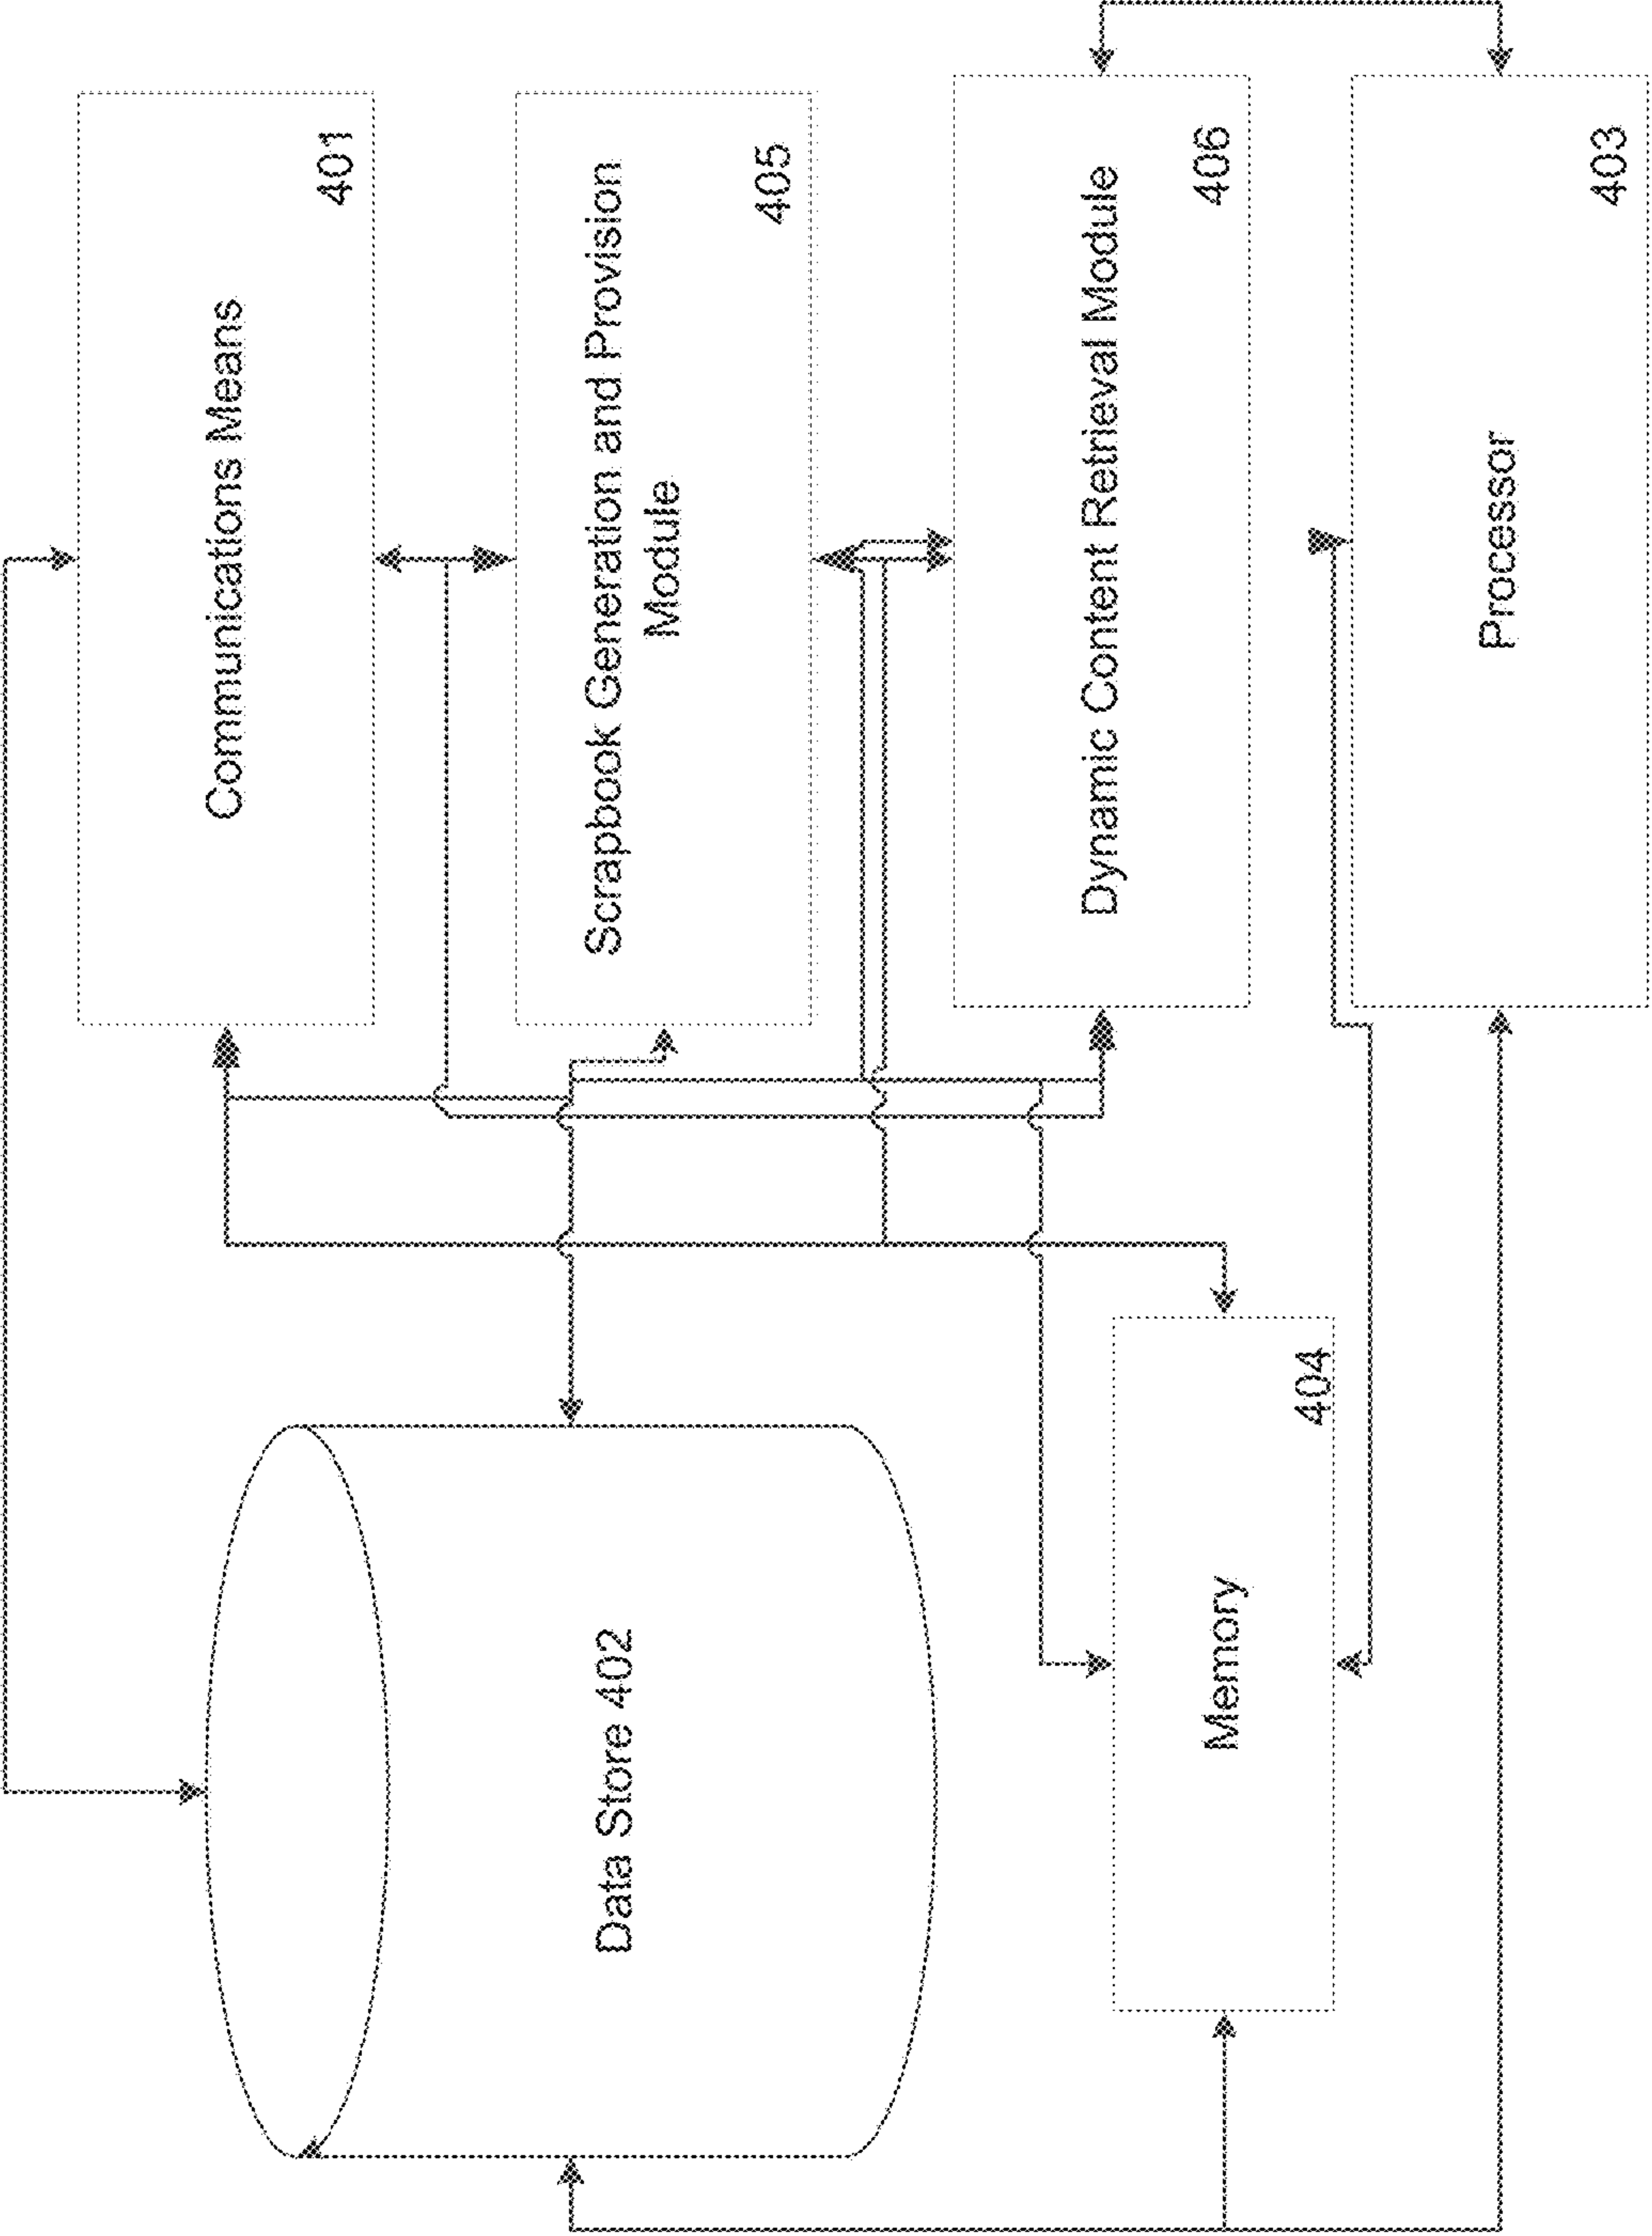 Communications Means
401
Scrapbook Generation and Provision
Module
405
Dynamic Content Retrieval Module
406
Processor
403
Data Store 402
Memory
404